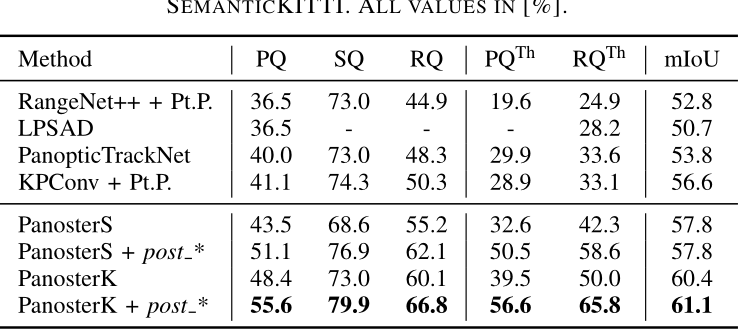 SEMANTICKITTI. ALL VALUES IN [%].
Method PQ SQ RQ PQTh RQTh mIoU
RangeNet++ + Pt.P. 36.5 73.0 44.9 19.6 24.9 52.8
LPSAD 36.5 - - - 28.2 50.7
PanopticTrackNet 40.0 73.0 48.3 29.9 33.6 53.8
KPConv + Pt.P. 41.1 74.3 50.3 28.9 33.1 56.6
PanosterS 43.5 68.6 55.2 32.6 42.3 57.8
PanosterS + post_* 51.1 76.9 62.1 50.5 58.6 57.8
PanosterK 48.4 73.0 60.1 39.5 50.0 60.4
PanosterK + post_* 55.6 79.9 66.8 56.6 65.8 61.1